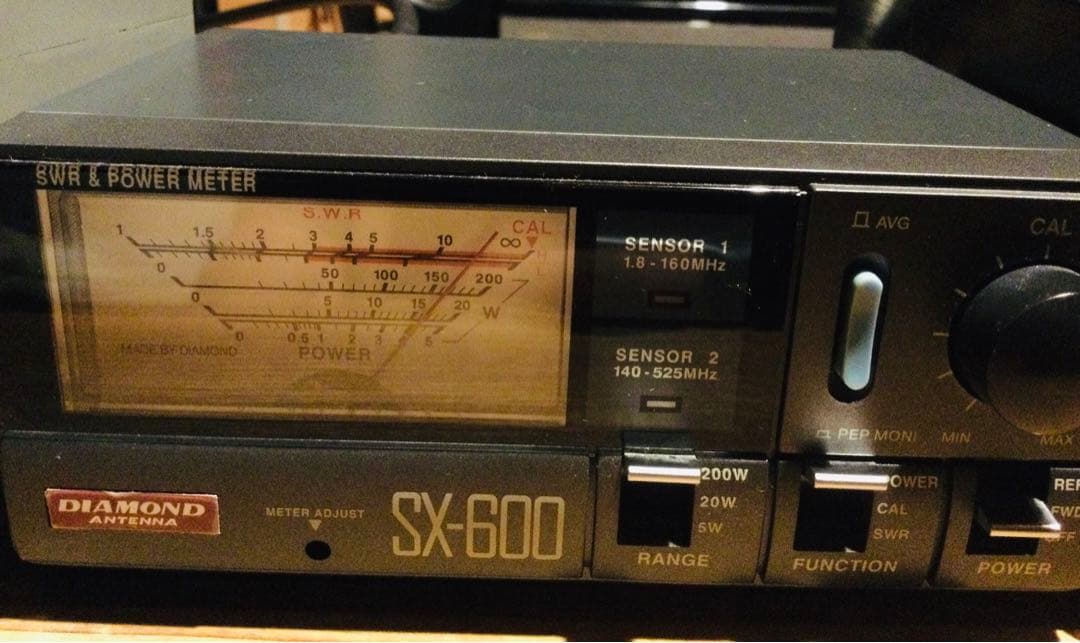 SWR & POWER METER
S.W.R
CAL
1 1.5 2 3 4 5 10 ∞
H
L
0 50 100 150 200
0 5 10 15 20
W
0 0.5 1 2 3 5
MADE BY DIAMOND
POWER
SENSOR 1
1.8 - 160MHz
SENSOR 2
140 - 525MHz
AVG
PEP MONI
CAL
MIN
MAX
DIAMOND
ANTENNA
METER ADJUST
SX-600
200W
20W
5W
RANGE
POWER
CAL
SWR
FUNCTION
REF
FWD
OFF
POWER